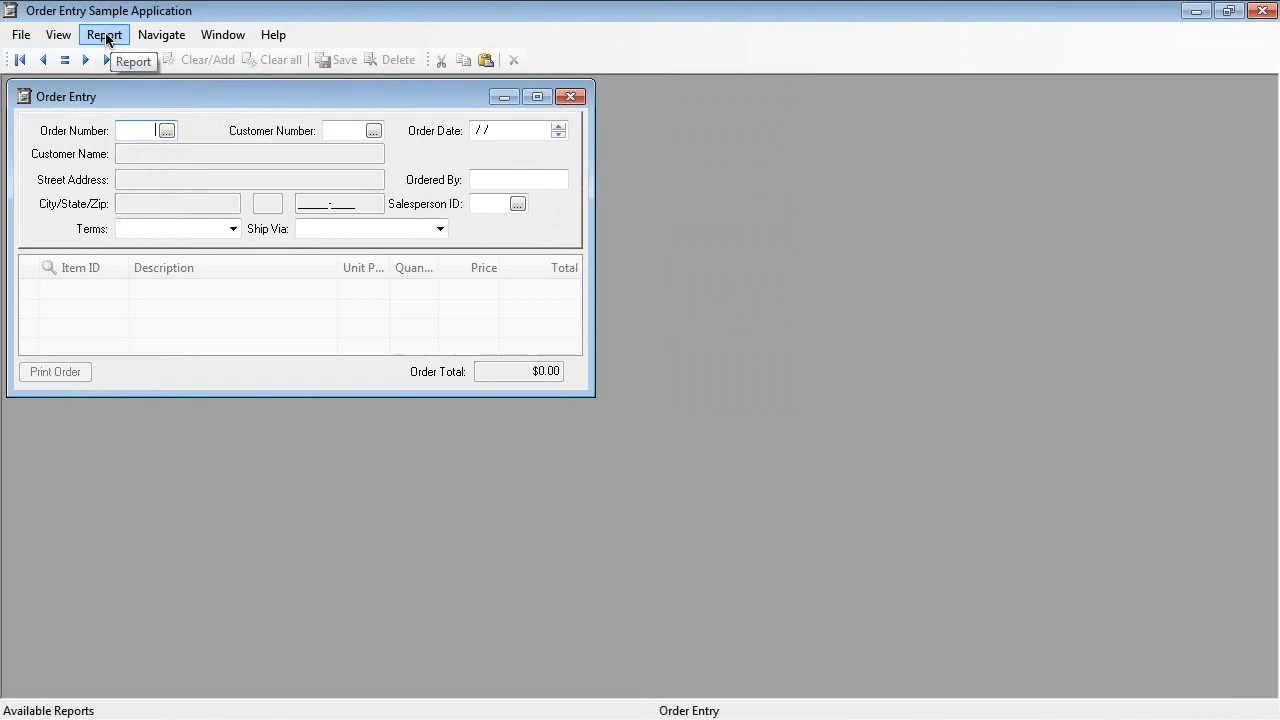 Order Entry Sample Application
File View Report Navigate Window Help
Report Clear/Add Clear all Save Delete
Order Entry
Order Number: ... Customer Number: ... Order Date: / /
Customer Name:
Street Address: Ordered By:
City/State/Zip: _____-____ Salesperson ID: ...
Terms: Ship Via:
Item ID Description Unit P... Quan... Price Total
Print Order Order Total: $0.00
Available Reports Order Entry